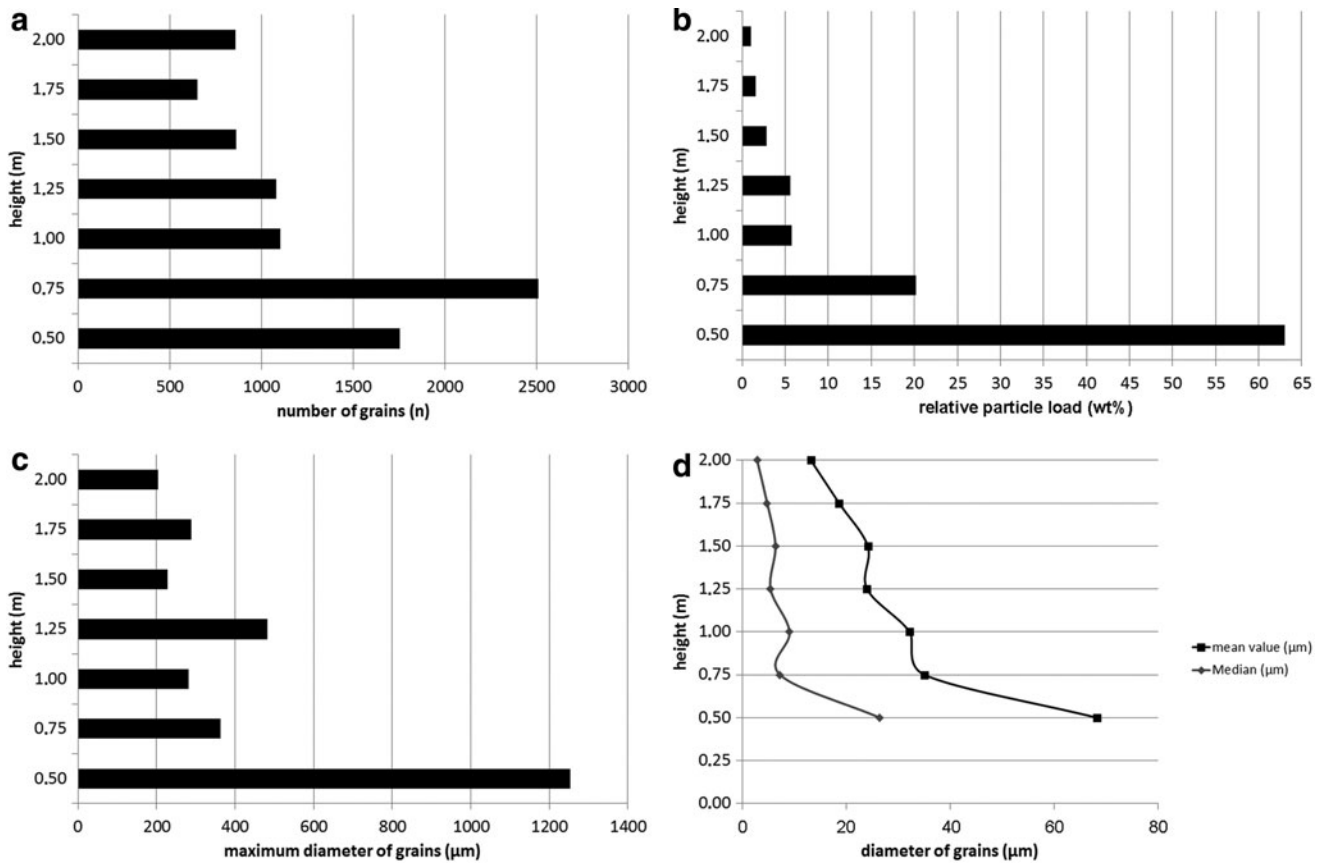 a
2.00
1,75
1.50
1,25
1.00
0,75
0.50
height (m)
0 500 1000 1500 2000 2500 3000
number of grains (n)
b
2.00
1,75
1.50
1,25
1.00
0,75
0.50
height (m)
0 5 10 15 20 25 30 35 40 45 50 55 60 65
relative particle load (wt%)
c
2.00
1.75
1.50
1.25
1.00
0.75
0.50
height (m)
0 200 400 600 800 1000 1200 1400
maximum diameter of grains (µm)
d
2.00
1,75
1.50
1,25
1.00
0,75
0.50
0,25
0.00
height (m)
0 20 40 60 80
diameter of grains (µm)
mean value (µm)
Median (µm)